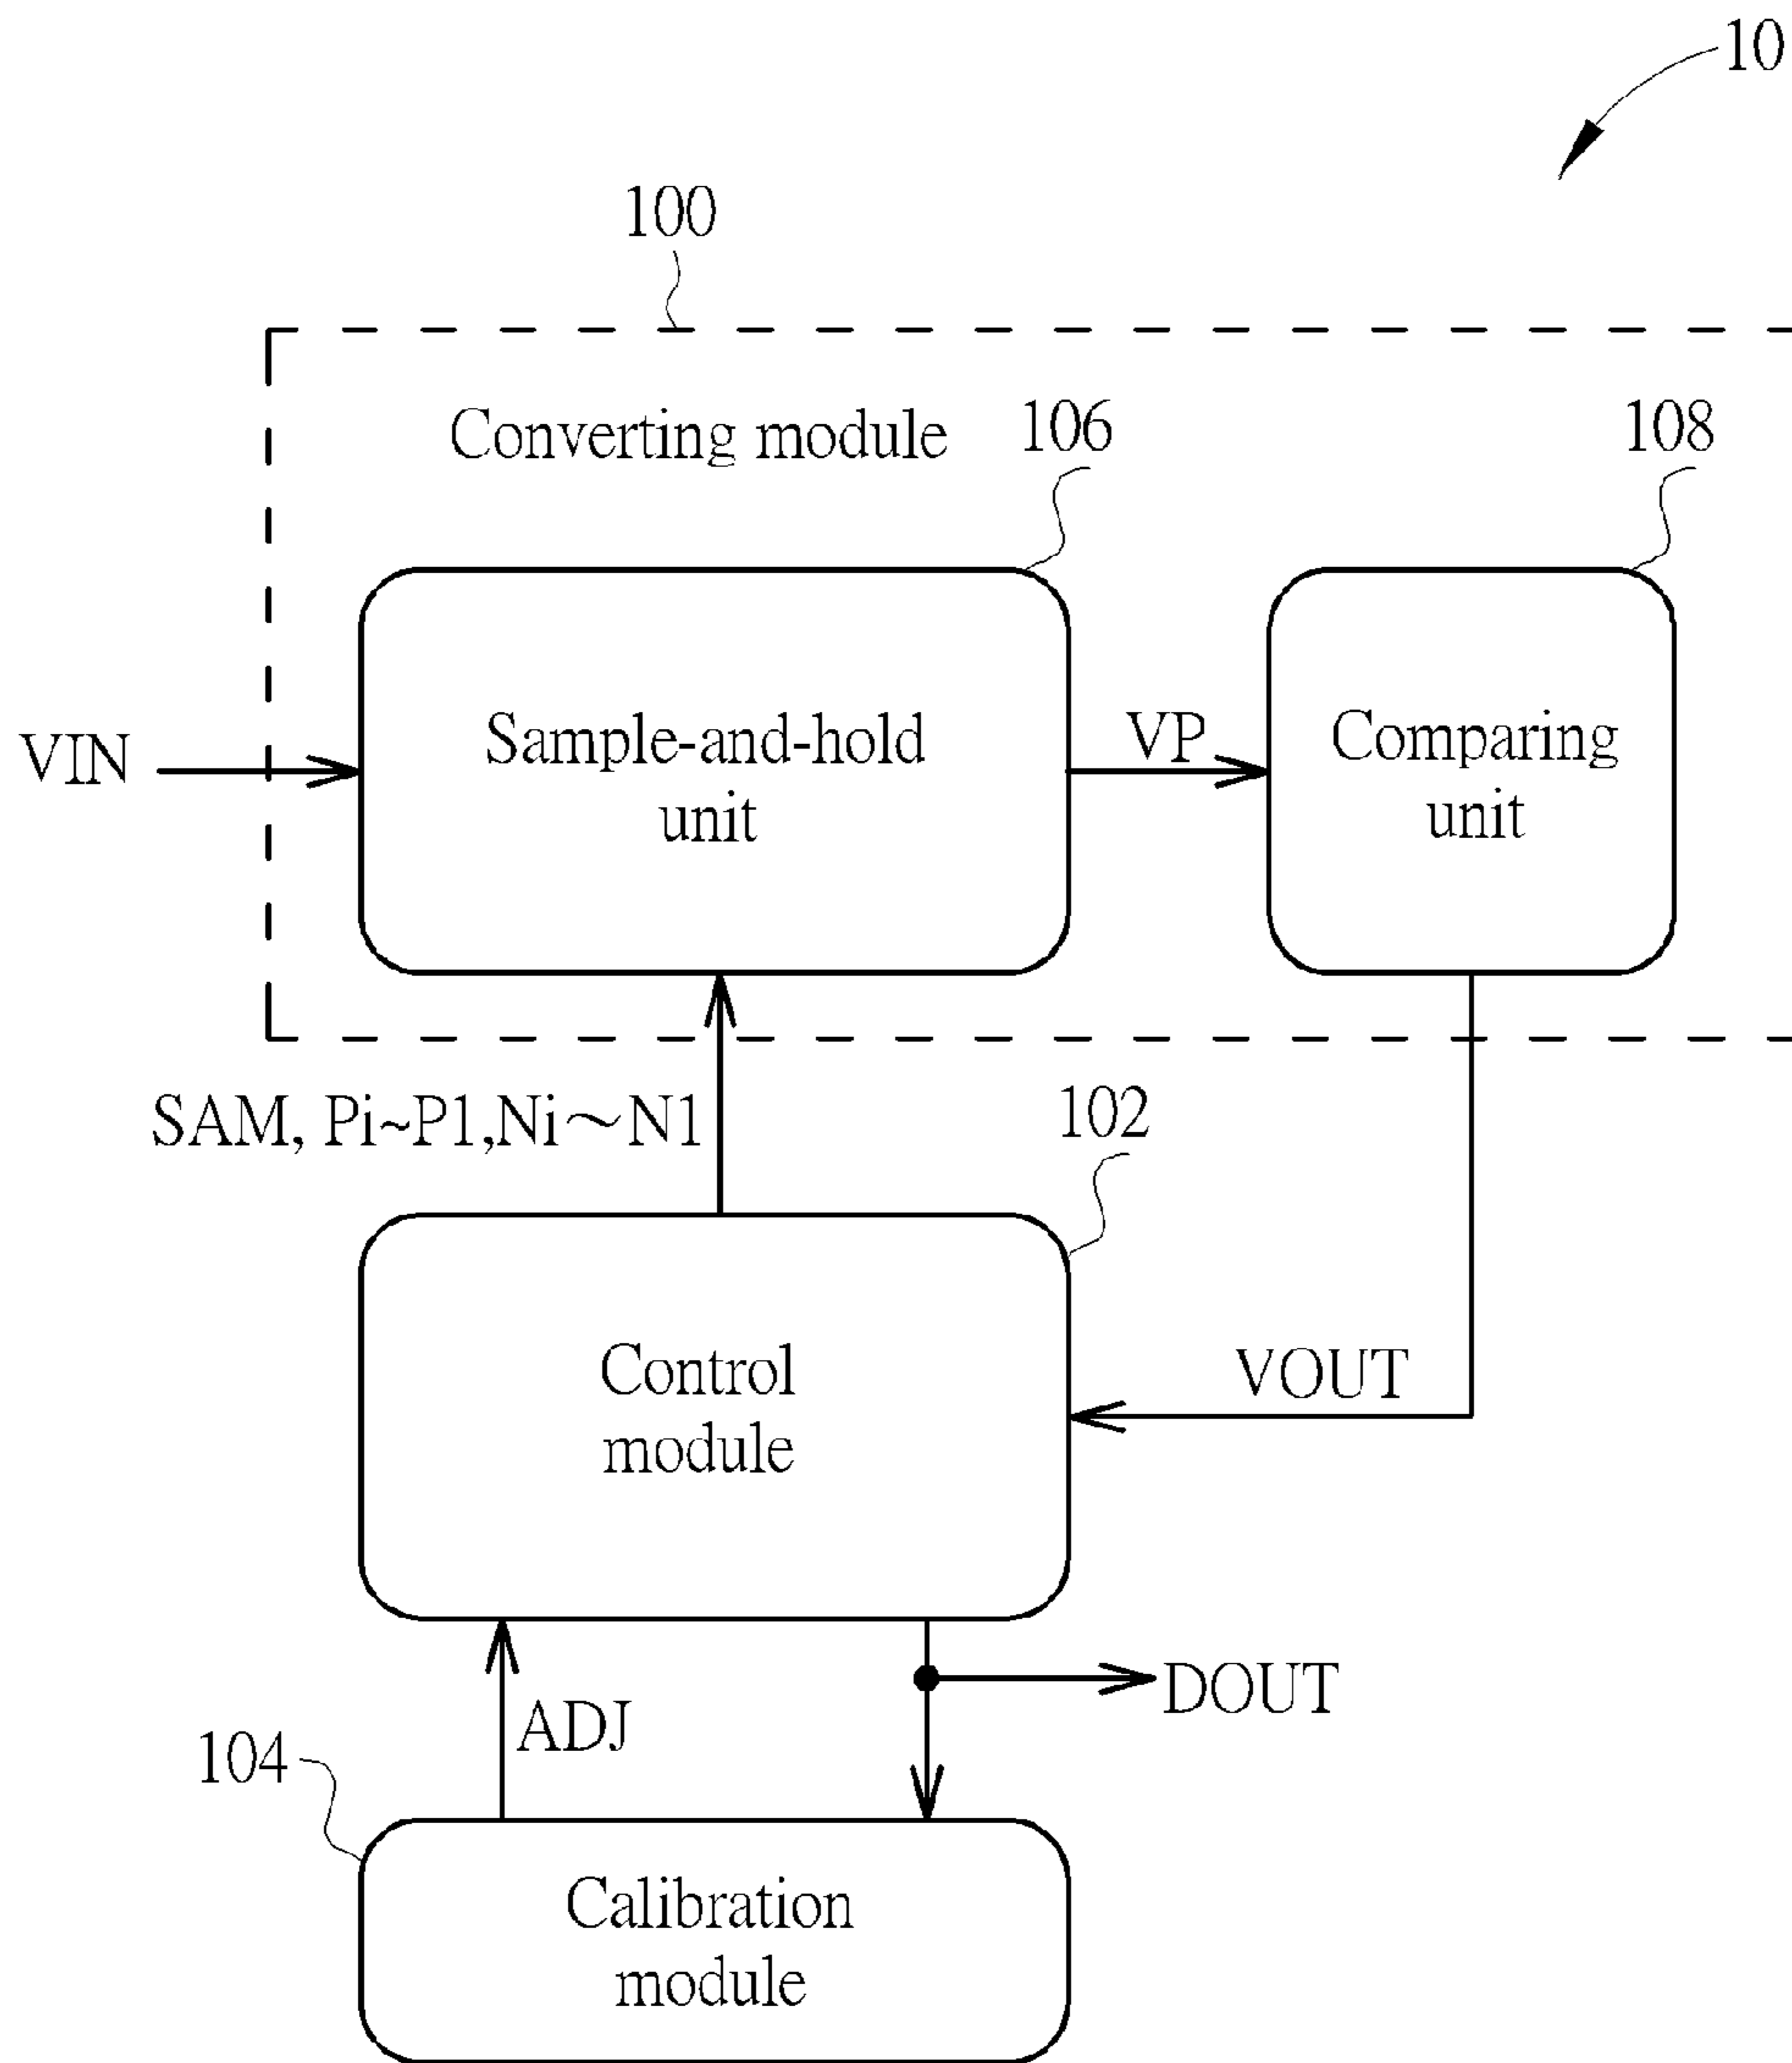 10
100
Converting module
106
108
VIN
Sample-and-hold
unit
VP
Comparing
unit
SAM, Pi~P1,Ni～N1
102
Control
module
VOUT
ADJ
DOUT
104
Calibration
module